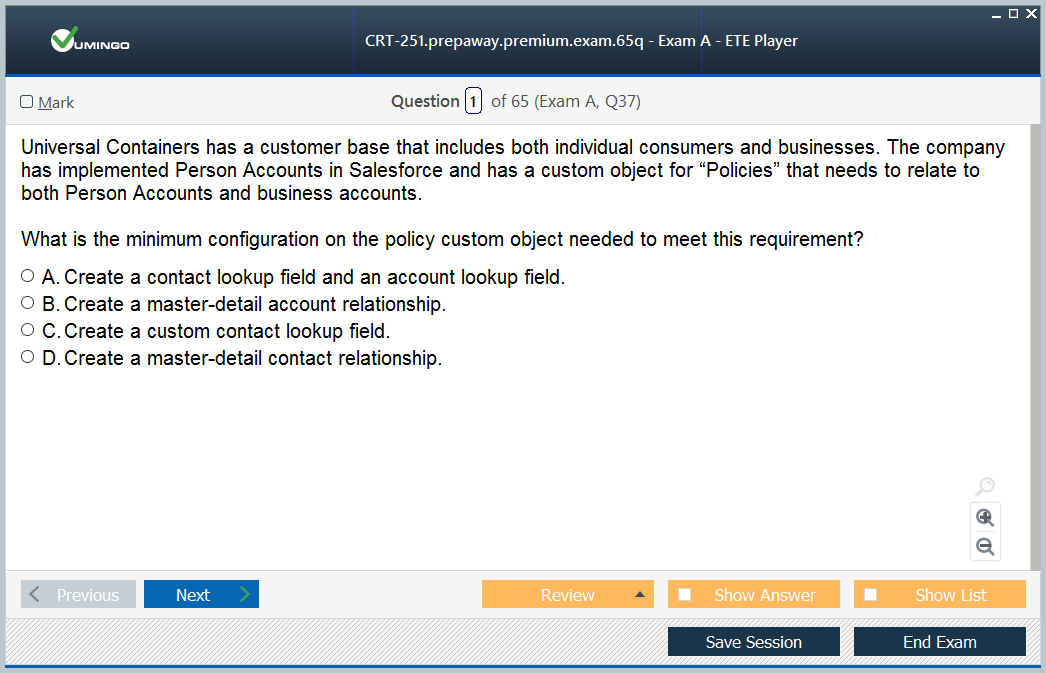 VUMINGO
CRT-251.prepaway.premium.exam.65q - Exam A - ETE Player
Mark
Question 1 of 65 (Exam A, Q37)
Universal Containers has a customer base that includes both individual consumers and businesses. The company
has implemented Person Accounts in Salesforce and has a custom object for “Policies” that needs to relate to
both Person Accounts and business accounts.
What is the minimum configuration on the policy custom object needed to meet this requirement?
A. Create a contact lookup field and an account lookup field.
B. Create a master-detail account relationship.
C. Create a custom contact lookup field.
D. Create a master-detail contact relationship.
Previous
Next
Review
Show Answer
Show List
Save Session
End Exam